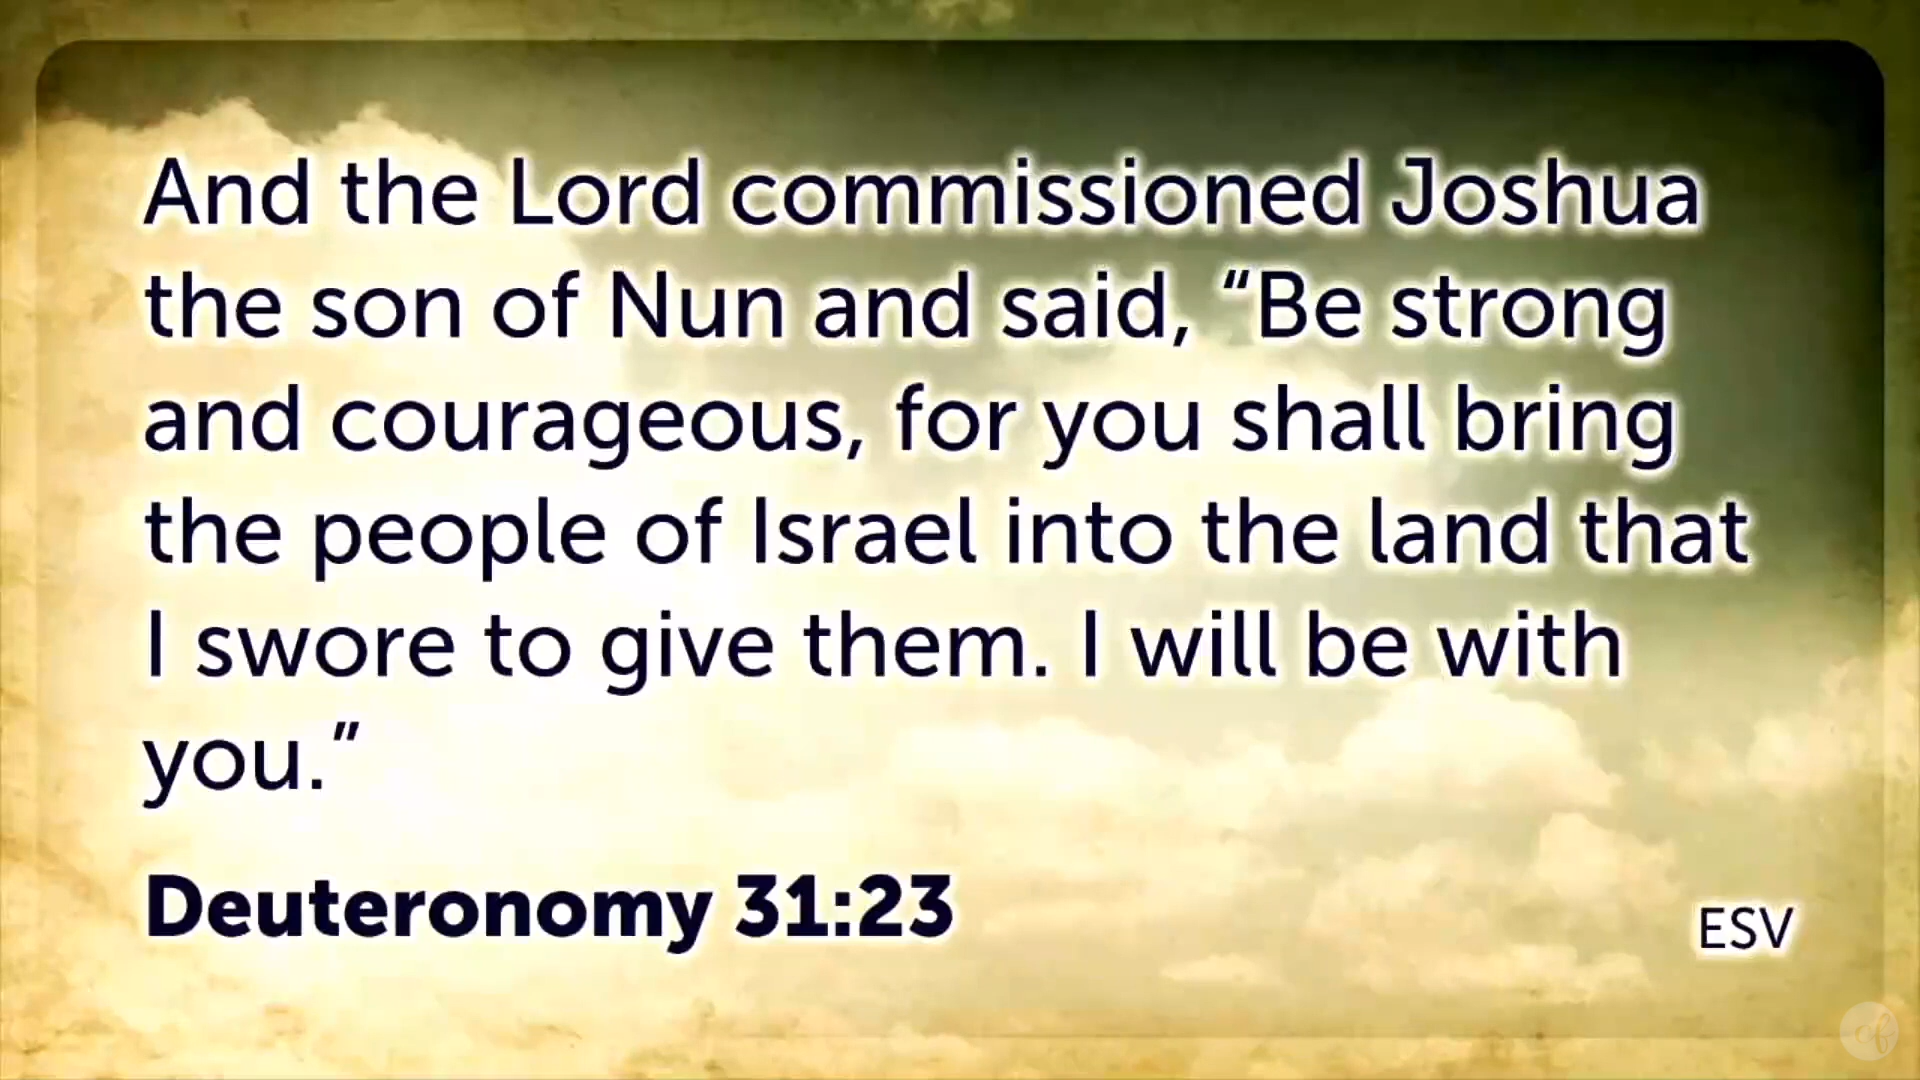 And the Lord commissioned Joshua
the son of Nun and said, “Be strong
and courageous, for you shall bring
the people of Israel into the land that
I swore to give them. I will be with
you.”
Deuteronomy 31:23
ESV